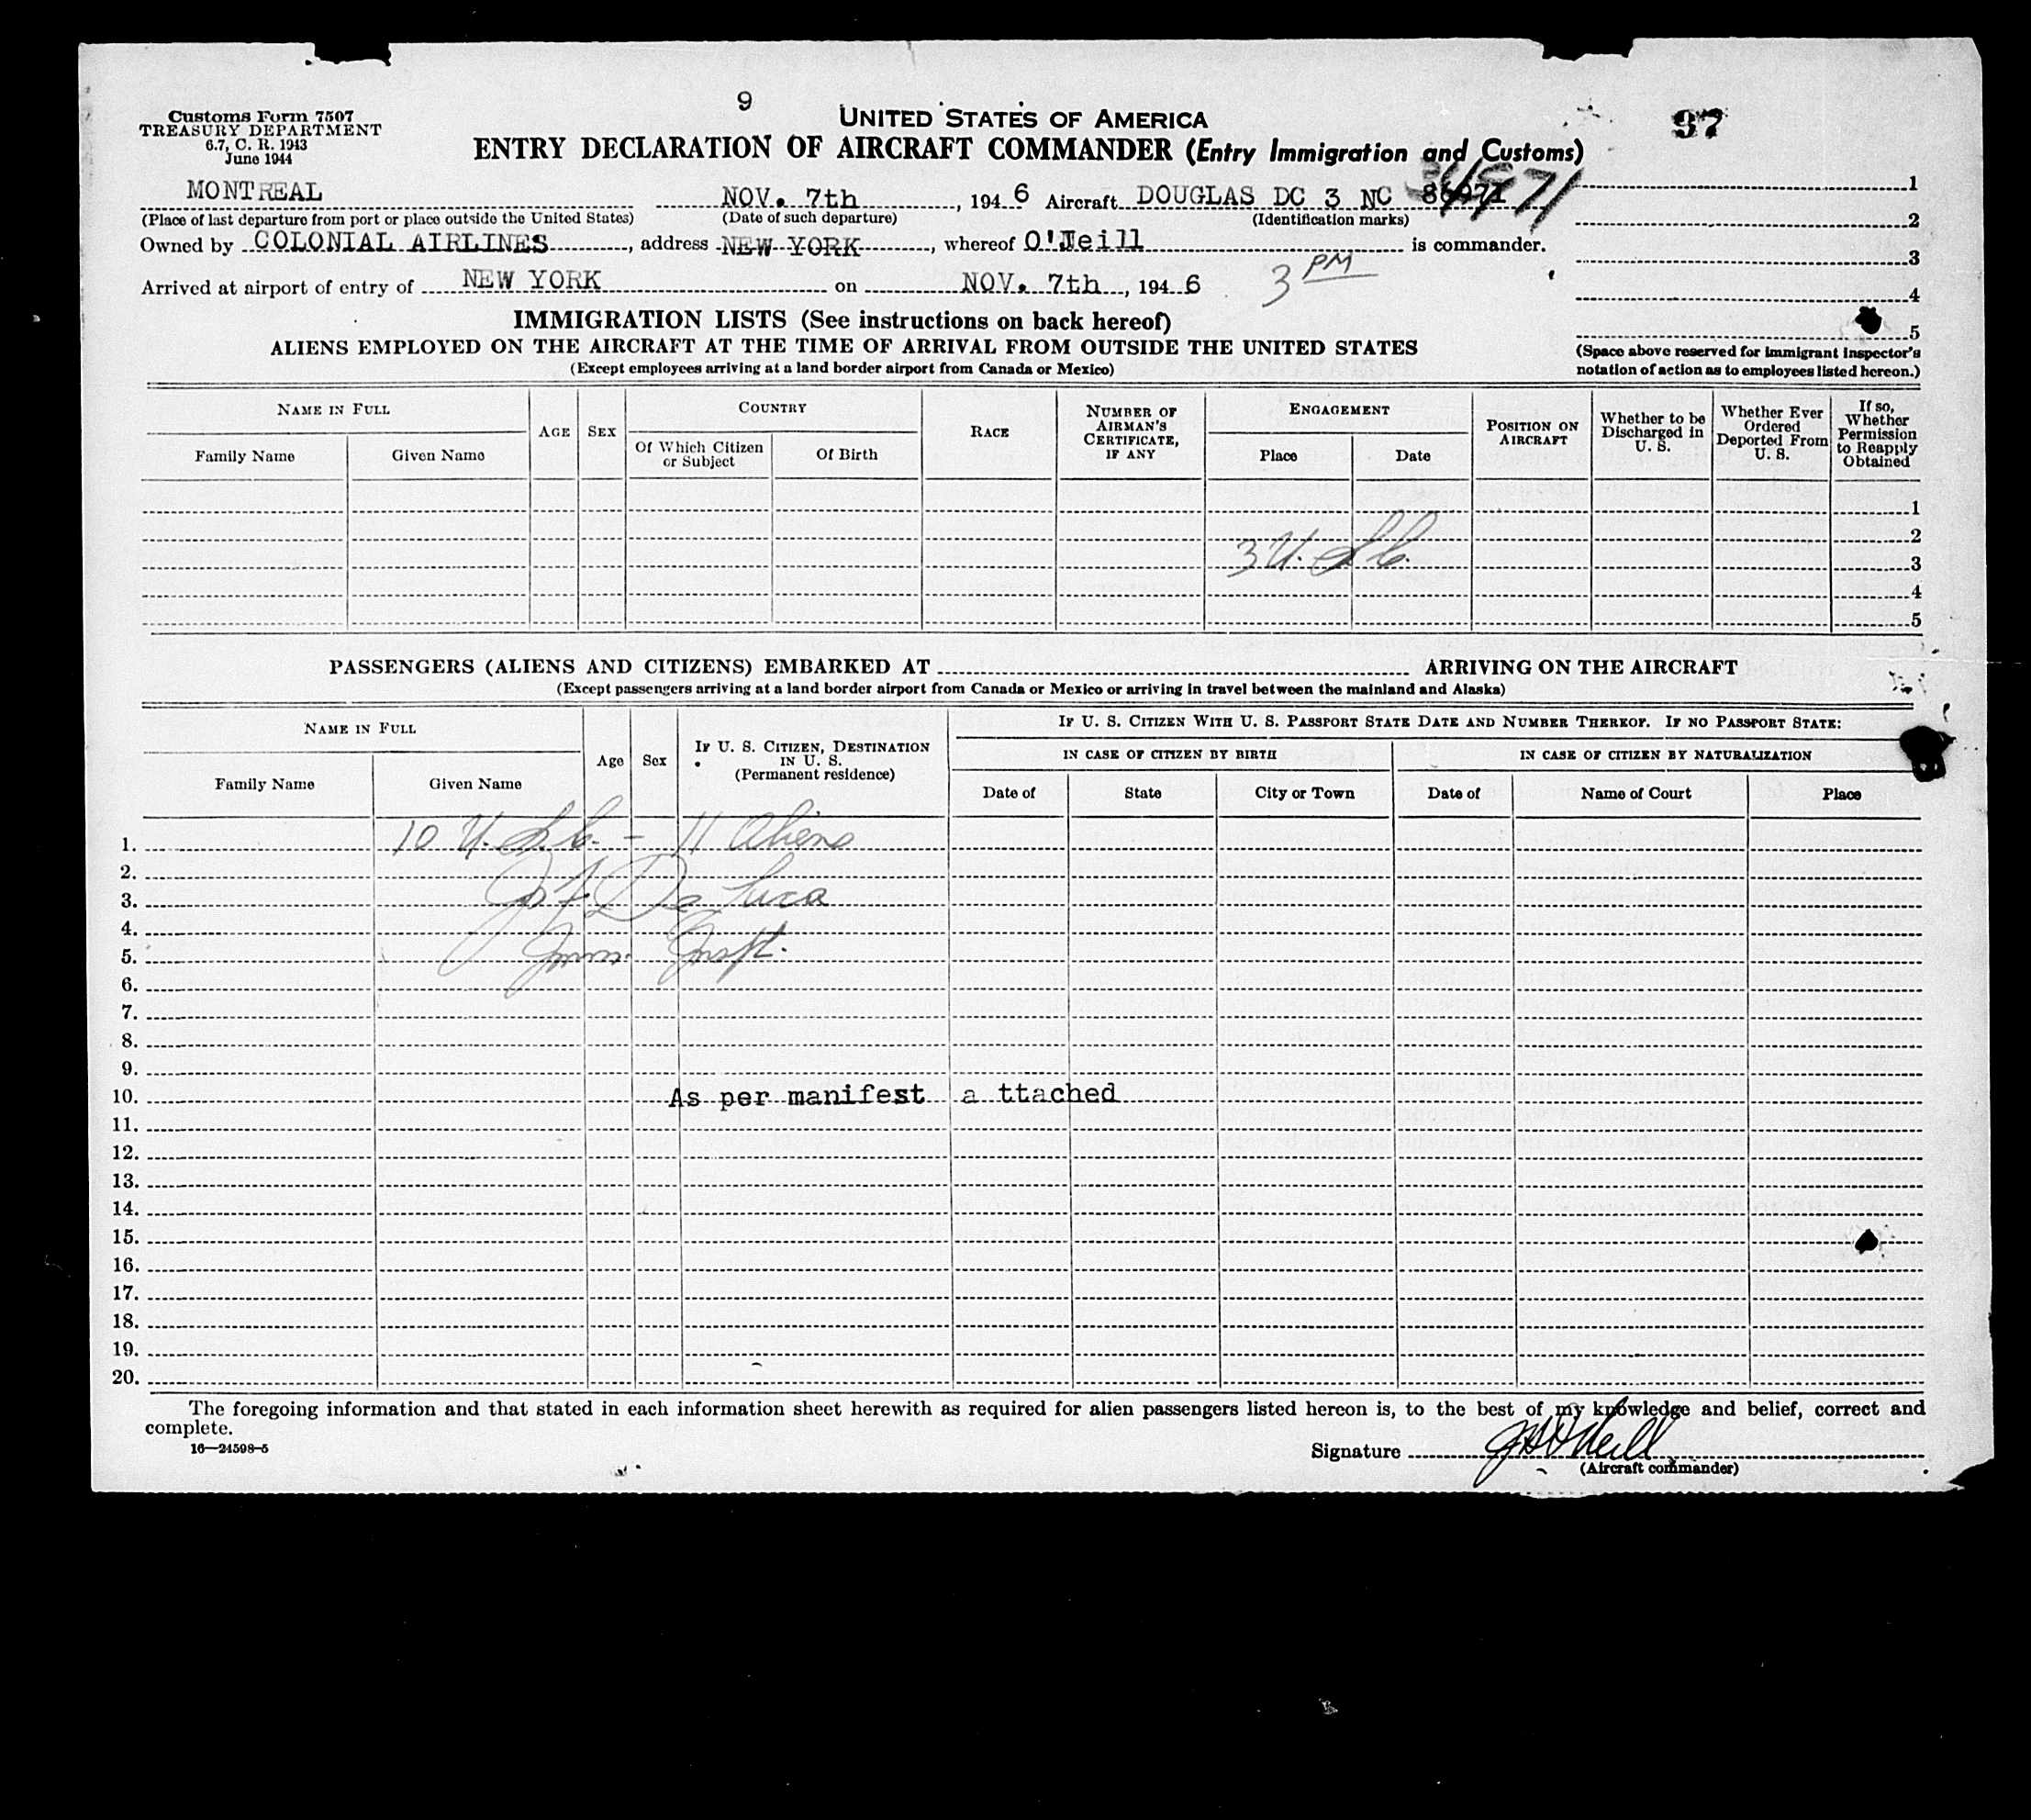 9
97
Customs Form 7507
TREASURY DEPARTMENT
6.7, C. R. 1943
June 1944
UNITED STATES OF AMERICA
ENTRY DECLARATION OF AIRCRAFT COMMANDER (Entry Immigration and Customs)
MONTREAL NOV. 7th, 194 6 Aircraft DOUGLAS DC 3 NC
(Place of last departure from port or place outside the United States) (Date of such departure) (Identification marks)
Owned by COLONIAL AIRLINES, address NEW YORK, whereof O'Neill is commander.
Arrived at airport of entry of NEW YORK on NOV. 7th, 194 6 3 PM
1
2
3
4
5
(Space above reserved for immigrant inspector's
notation of action as to employees listed hereon.)
IMMIGRATION LISTS (See instructions on back hereof)
ALIENS EMPLOYED ON THE AIRCRAFT AT THE TIME OF ARRIVAL FROM OUTSIDE THE UNITED STATES
(Except employees arriving at a land border airport from Canada or Mexico)
NAME IN FULL
Family Name Given Name
AGE SEX
COUNTRY
Of Which Citizen or Subject
Of Birth
RACE
NUMBER OF AIRMAN'S CERTIFICATE, IF ANY
ENGAGEMENT
Place Date
POSITION ON AIRCRAFT
Whether to be Discharged in U. S.
Whether Ever Ordered Deported From U. S.
If so, Whether Permission to Reapply Obtained
1
2
3 U.S.C. 3
4
5
PASSENGERS (ALIENS AND CITIZENS) EMBARKED AT ARRIVING ON THE AIRCRAFT
(Except passengers arriving at a land border airport from Canada or Mexico or arriving in travel between the mainland and Alaska)
NAME IN FULL
Family Name Given Name
Age Sex
IF U. S. CITIZEN, DESTINATION IN U. S.
(Permanent residence)
IF U. S. CITIZEN WITH U. S. PASSPORT STATE DATE AND NUMBER THEREOF. IF NO PASSPORT STATE:
IN CASE OF CITIZEN BY BIRTH IN CASE OF CITIZEN BY NATURALIZATION
Date of State City or Town Date of Name of Court Place
1. 10 U.S.C. - 11 Aliens
2.
3. De Luca
4.
5. Imm. Inspt.
6.
7.
8.
9.
10. As per manifest a ttached
11.
12.
13.
14.
15.
16.
17.
18.
19.
20.
The foregoing information and that stated in each information sheet herewith as required for alien passengers listed hereon is, to the best of my knowledge and belief, correct and
complete.
16—24598-5
Signature O'Neill
(Aircraft commander)